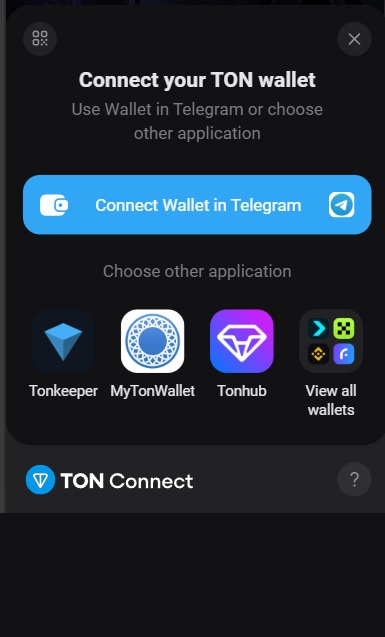 Connect your TON wallet
Use Wallet in Telegram or choose
other application
Connect Wallet in Telegram
Choose other application
Tonkeeper
MyTonWallet
Tonhub
View all
wallets
TON Connect
?